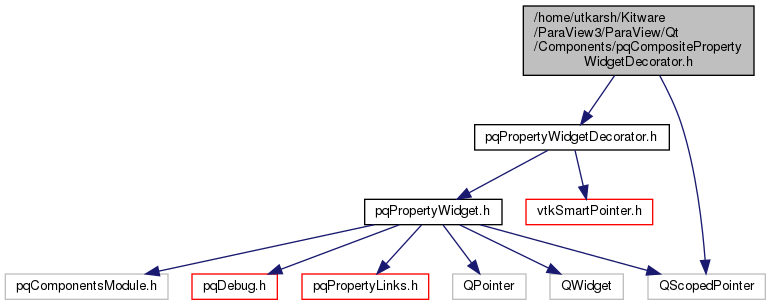 /home/utkarsh/Kitware
/ParaView3/ParaView/Qt
/Components/pqCompositeProperty
WidgetDecorator.h
pqPropertyWidgetDecorator.h
pqPropertyWidget.h
vtkSmartPointer.h
pqComponentsModule.h
pqDebug.h
pqPropertyLinks.h
QPointer
QWidget
QScopedPointer